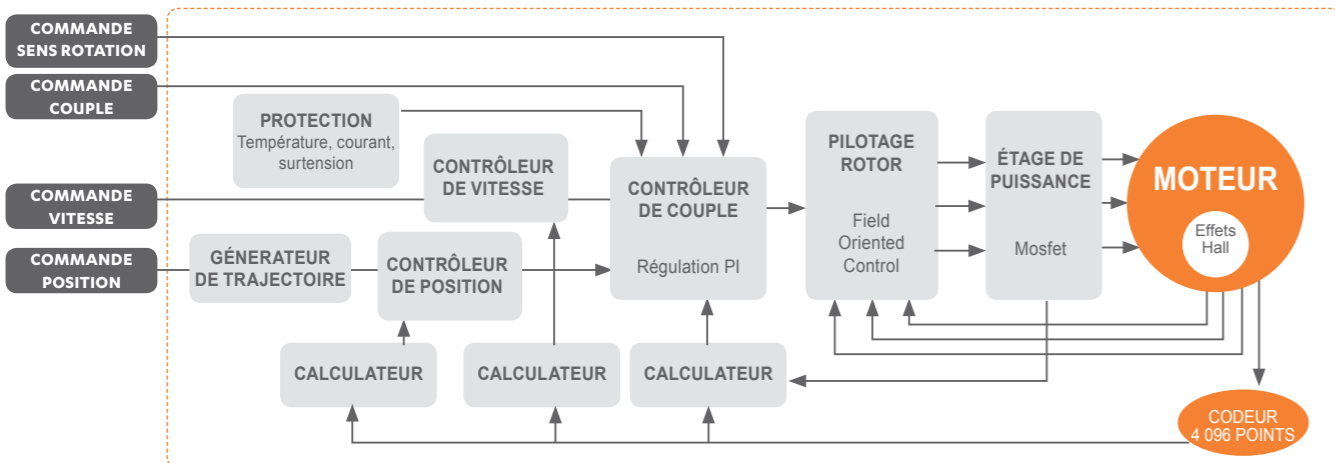 COMMANDE
SENS ROTATION
COMMANDE
COUPLE
PROTECTION
Température, courant,
surtension
CONTRÔLEUR
DE VITESSE
COMMANDE
VITESSE
COMMANDE
POSITION
GÉNERATEUR
DE TRAJECTOIRE
CONTRÔLEUR
DE POSITION
CONTRÔLEUR
DE COUPLE
Régulation PI
PILOTAGE
ROTOR
Field
Oriented
Control
ÉTAGE DE
PUISSANCE
Mosfet
MOTEUR
Effets
Hall
CALCULATEUR
CALCULATEUR
CALCULATEUR
CODEUR
4 096 POINTS